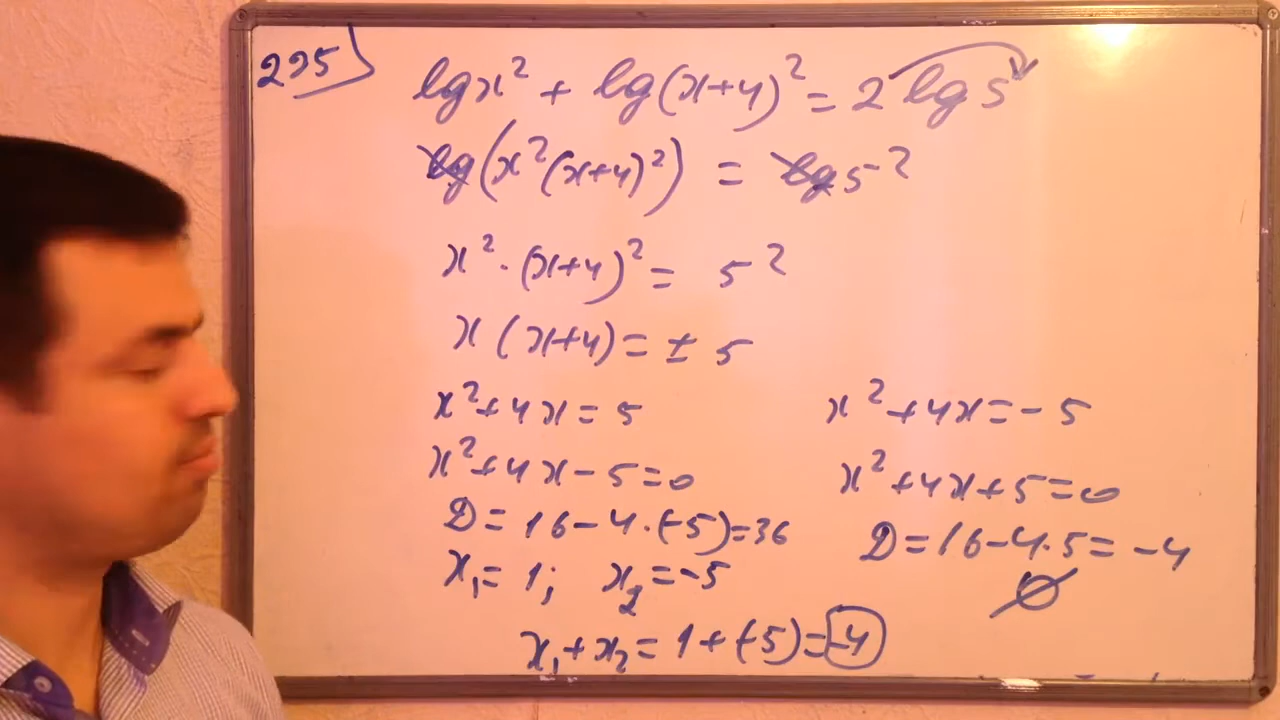 225)
lg x² + lg(x+4)² = 2 lg 5
lg(x²(x+4)²) = lg 5²
x² · (x+4)² = 5²
x(x+4) = ± 5
x² + 4x = 5
x² + 4x - 5 = 0
D = 16 - 4·(-5) = 36
x₁ = 1; x₂ = -5
x² + 4x = -5
x² + 4x + 5 = 0
D = 16 - 4·5 = -4
∅
x₁ + x₂ = 1 + (-5) = -4